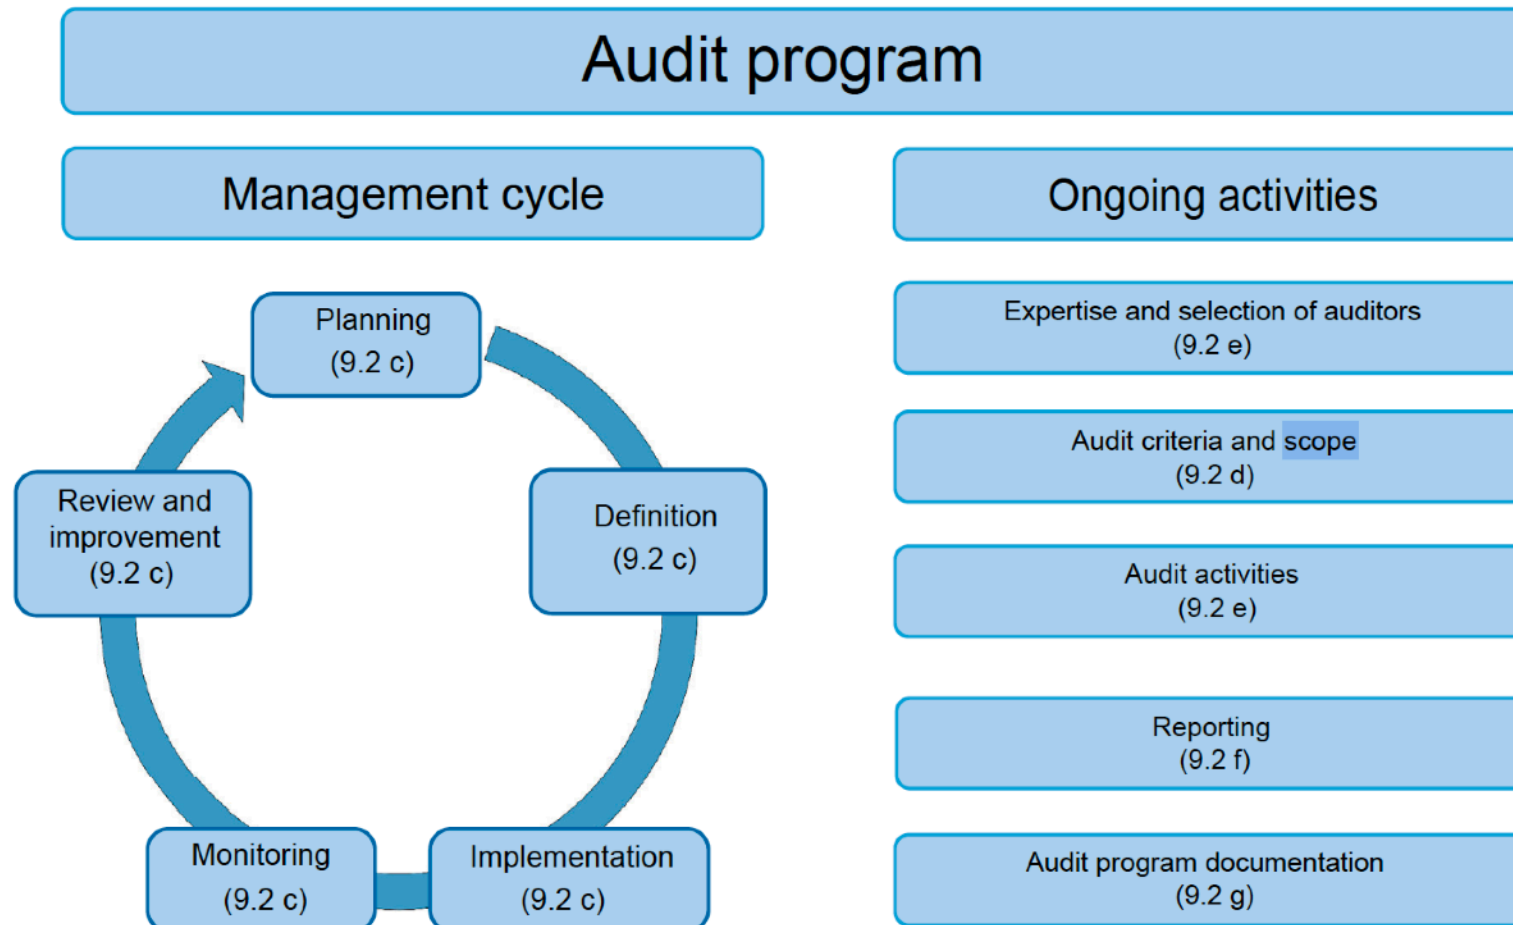 Audit program
Management cycle
Ongoing activities
Planning
(9.2 c)
Definition
(9.2 c)
Implementation
(9.2 c)
Monitoring
(9.2 c)
Review and
improvement
(9.2 c)
Expertise and selection of auditors
(9.2 e)
Audit criteria and scope
(9.2 d)
Audit activities
(9.2 e)
Reporting
(9.2 f)
Audit program documentation
(9.2 g)